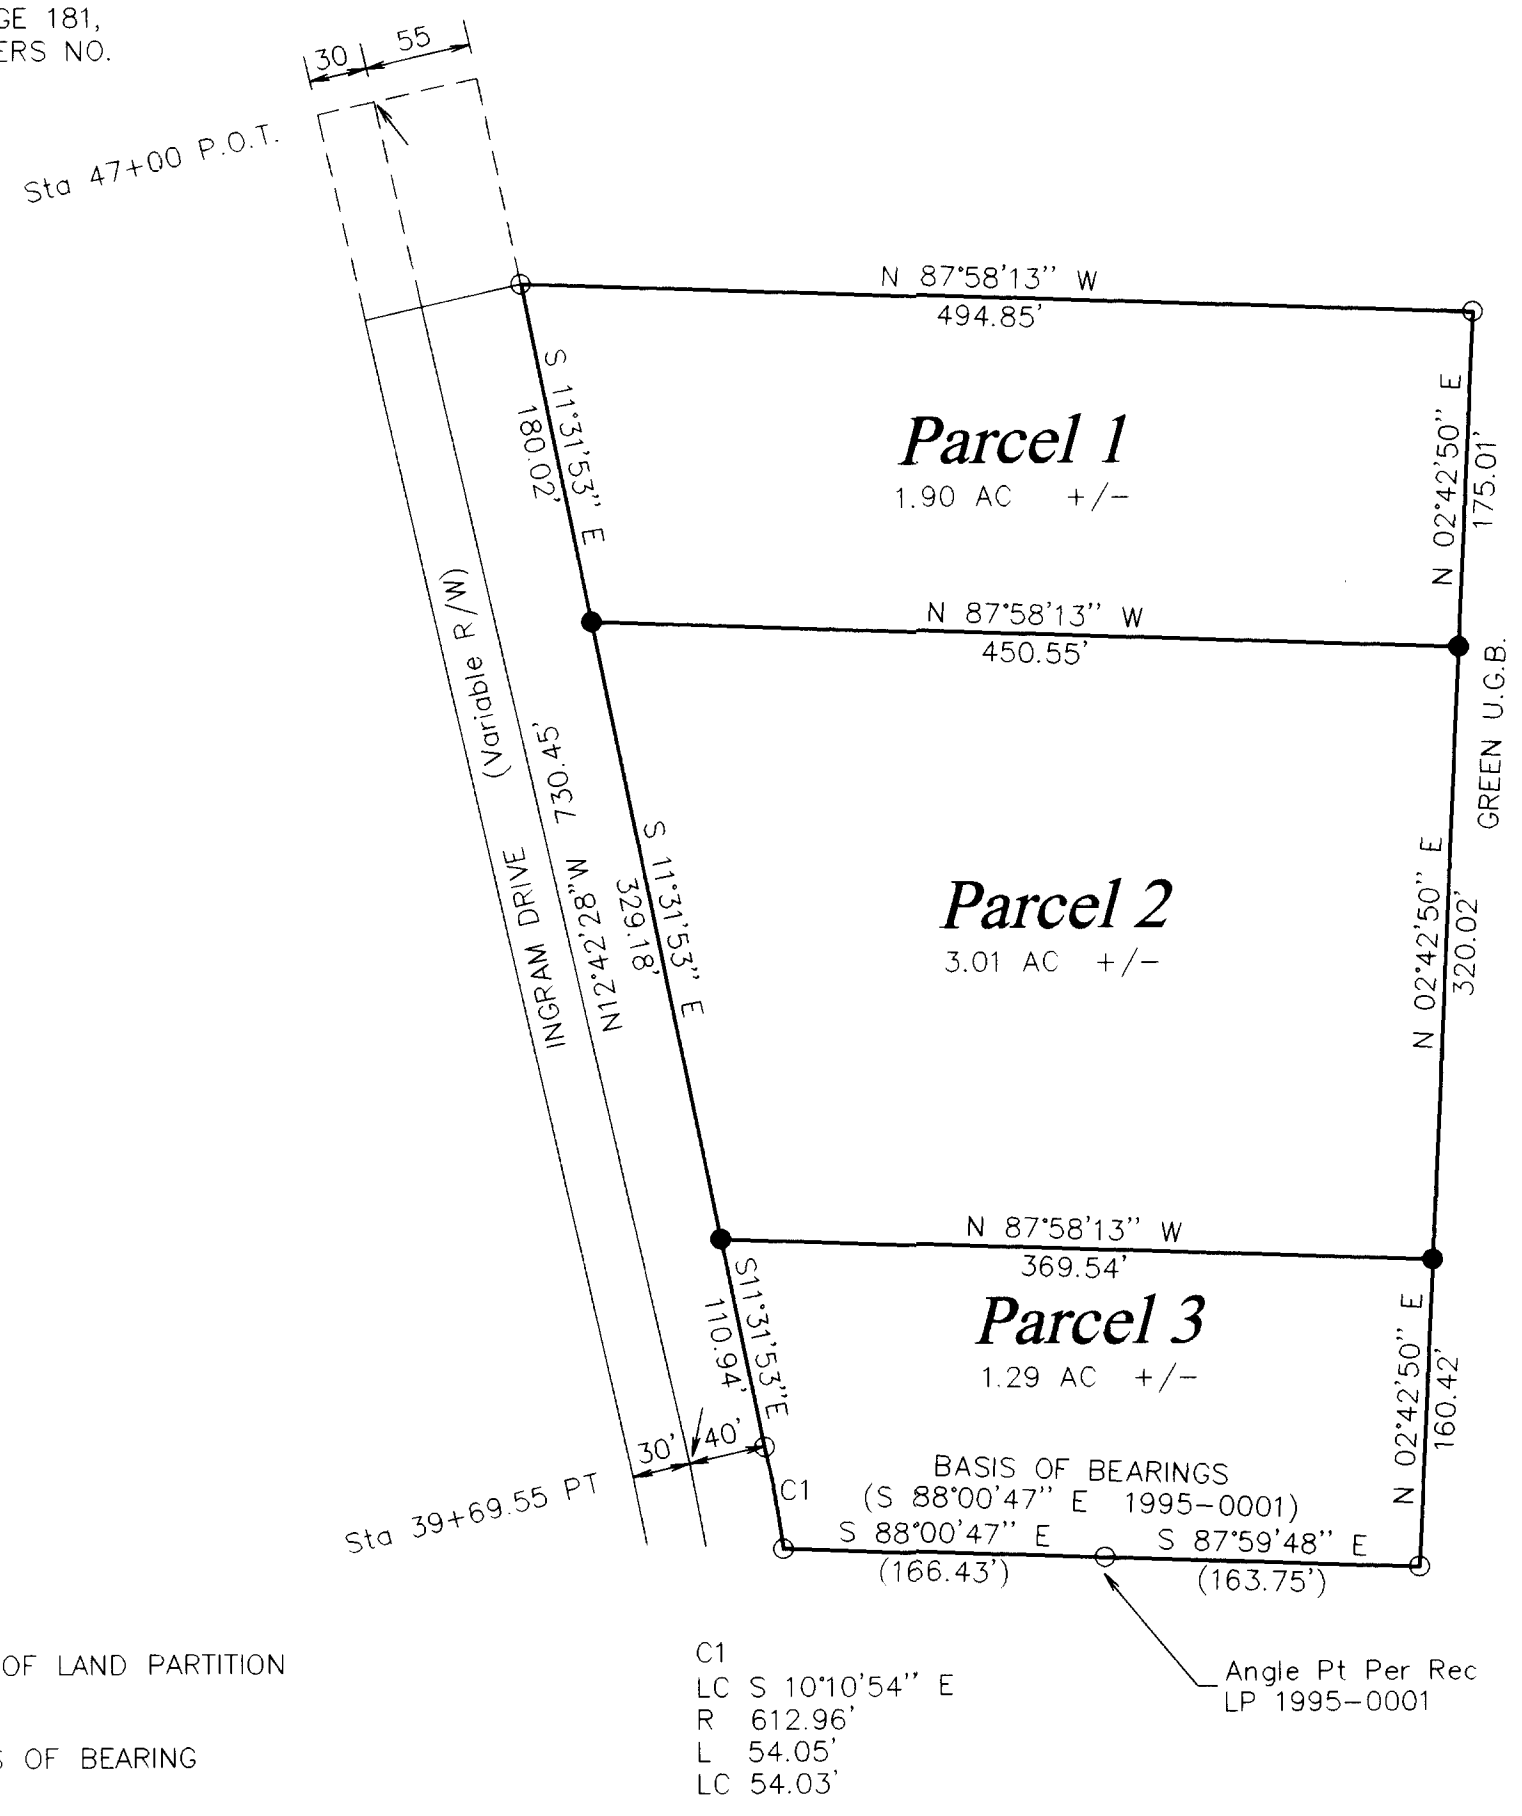 GE 181,
ERS NO.
30
55
Sta 47+00 P.O.T.
N 87°58'13" W
494.85'
S 11°31'53" E
180.02'
Parcel 1
1.90 AC +/-
N 02°42'50" E
175.01'
N 87°58'13" W
450.55'
GREEN U.G.B.
INGRAM DRIVE (Variable R/W)
N12°42'28"W 730.45'
S 11°31'53" E
329.18'
Parcel 2
3.01 AC +/-
N 02°42'50" E
320.02'
N 87°58'13" W
369.54'
S11°31'53"E
110.94'
Parcel 3
1.29 AC +/-
N 02°42'50" E
160.42'
30'
40'
Sta 39+69.55 PT
C1
BASIS OF BEARINGS
(S 88°00'47" E 1995-0001)
S 88°00'47" E
(166.43')
S 87°59'48" E
(163.75')
Angle Pt Per Rec
LP 1995-0001
OF LAND PARTITION
S OF BEARING
C1
LC S 10°10'54" E
R 612.96'
L 54.05'
LC 54.03'